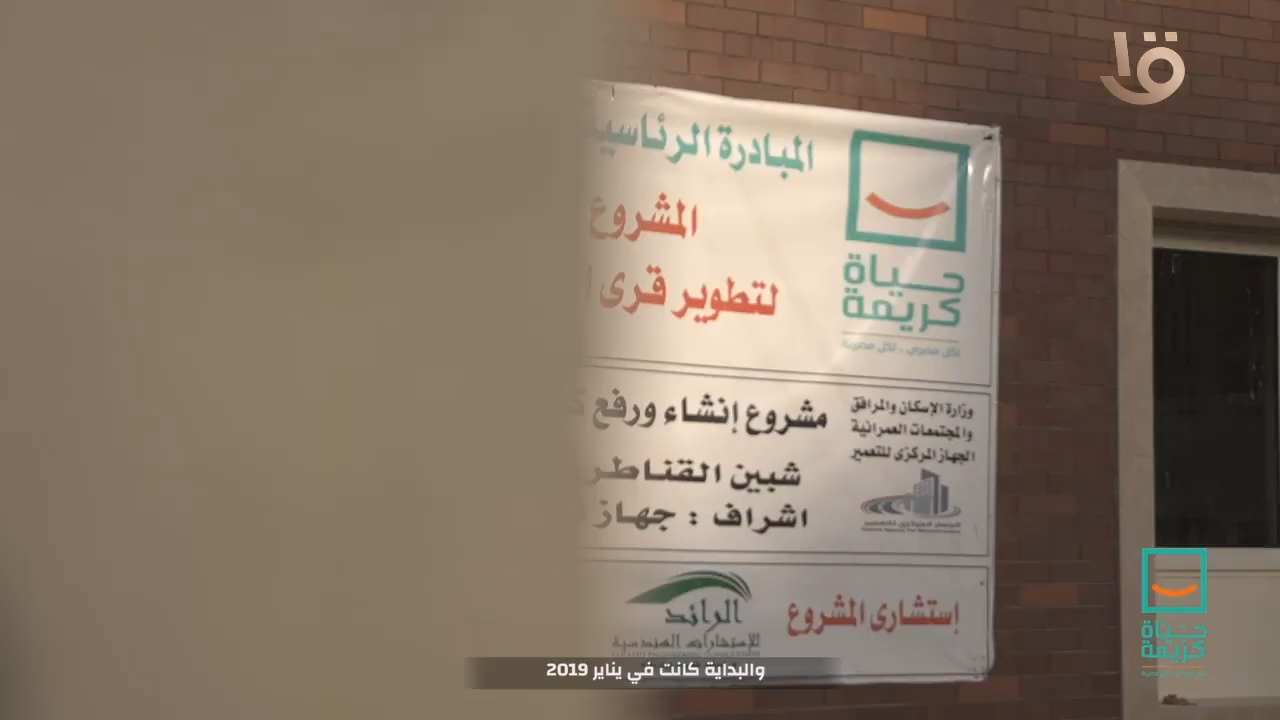 المبادرة الرئاسية
المشروع
لتطوير قرى
حياة
كريمة
مشروع إنشاء ورفع
شبين القناطر
اشراف : جهاز
وزارة الإسكان والمرافق
والمجتمعات العمرانية
الجهاز المركزى للتعمير
إستشارى المشروع
الرائد
للإستشارات الهندسية
والبداية كانت في يناير 2019
حياة
كريمة